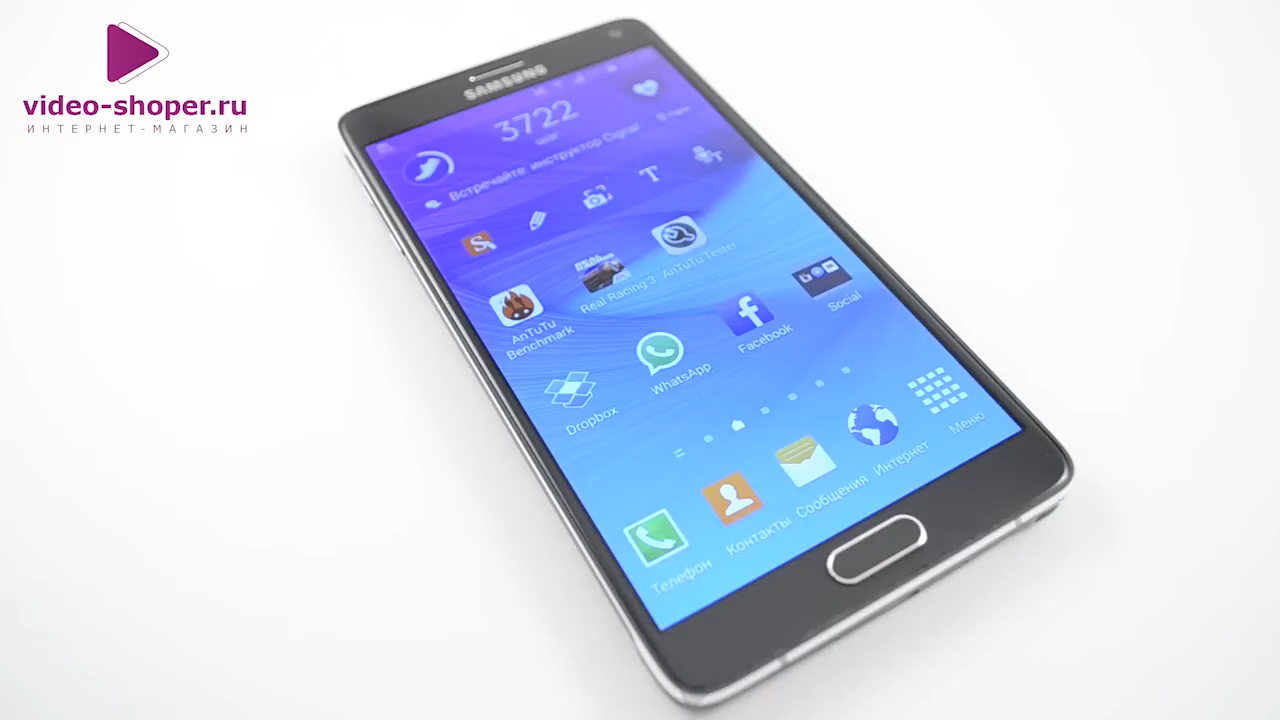 video-shoper.ru
ИНТЕРНЕТ-МАГАЗИН
SAMSUNG
3722
Встречайте: инструктор Cigna!
T
T
AnTuTu Benchmark
Real Racing 3
AnTuTu Tester
Dropbox
WhatsApp
Facebook
Social
Телефон
Контакты
Сообщения
Интернет
Меню